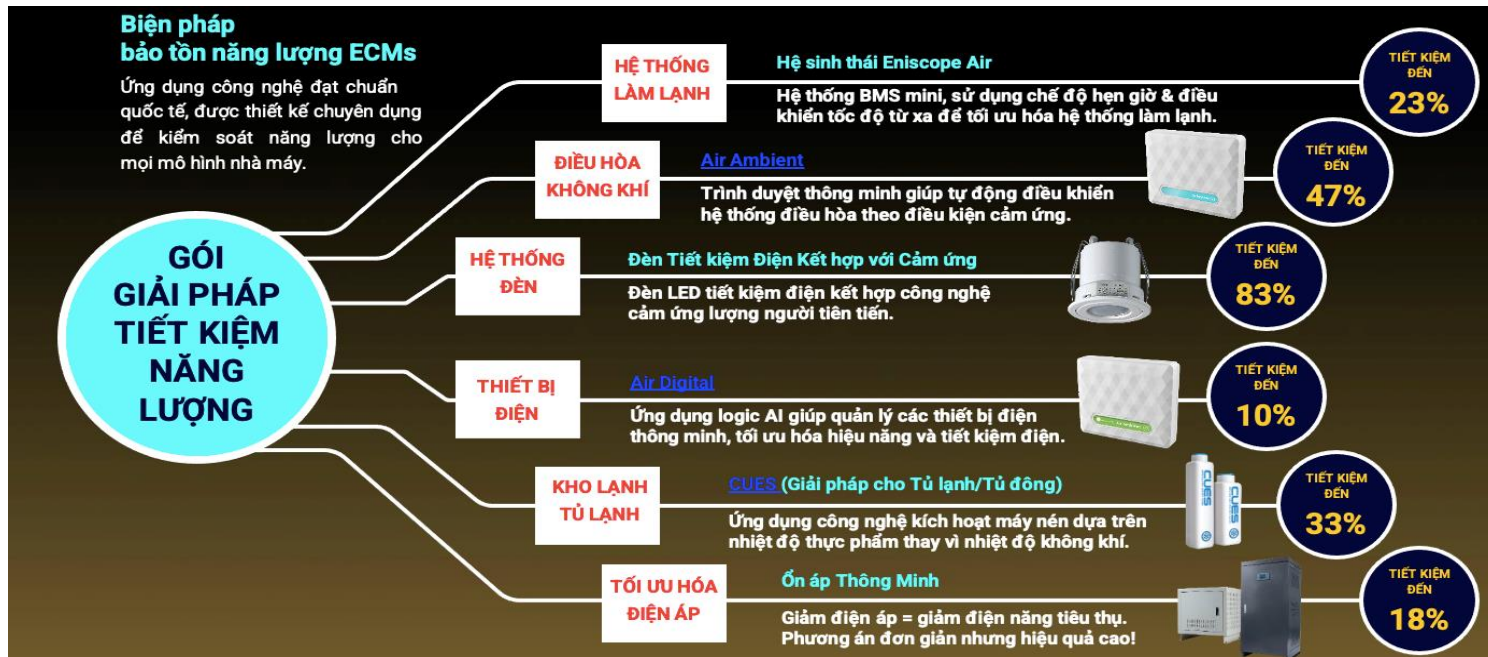 Biện pháp
bảo tồn năng lượng ECMs
Ứng dụng công nghệ đạt chuẩn
quốc tế, được thiết kế chuyên dụng
để kiểm soát năng lượng cho
mọi mô hình nhà máy.
GÓI
GIẢI PHÁP
TIẾT KIỆM
NĂNG
LƯỢNG
HỆ THỐNG
LÀM LẠNH
Hệ sinh thái Eniscope Air
Hệ thống BMS mini, sử dụng chế độ hẹn giờ & điều
khiển tốc độ từ xa để tối ưu hóa hệ thống làm lạnh.
TIẾT KIỆM
ĐẾN
23%
ĐIỀU HÒA
KHÔNG KHÍ
Air Ambient
Trình duyệt thông minh giúp tự động điều khiển
hệ thống điều hòa theo điều kiện cảm ứng.
TIẾT KIỆM
ĐẾN
47%
HỆ THỐNG
ĐÈN
Đèn Tiết kiệm Điện Kết hợp với Cảm ứng
Đèn LED tiết kiệm điện kết hợp công nghệ
cảm ứng lượng người tiên tiến.
TIẾT KIỆM
ĐẾN
83%
THIẾT BỊ
ĐIỆN
Air Digital
Ứng dụng logic AI giúp quản lý các thiết bị điện
thông minh, tối ưu hóa hiệu năng và tiết kiệm điện.
TIẾT KIỆM
ĐẾN
10%
KHO LẠNH
TỦ LẠNH
CUES (Giải pháp cho Tủ lạnh/Tủ đông)
Ứng dụng công nghệ kích hoạt máy nén dựa trên
nhiệt độ thực phẩm thay vì nhiệt độ không khí.
CUES
CUES
TIẾT KIỆM
ĐẾN
33%
TỐI ƯU HÓA
ĐIỆN ÁP
Ổn áp Thông Minh
Giảm điện áp = giảm điện năng tiêu thụ.
Phương án đơn giản nhưng hiệu quả cao!
TIẾT KIỆM
ĐẾN
18%